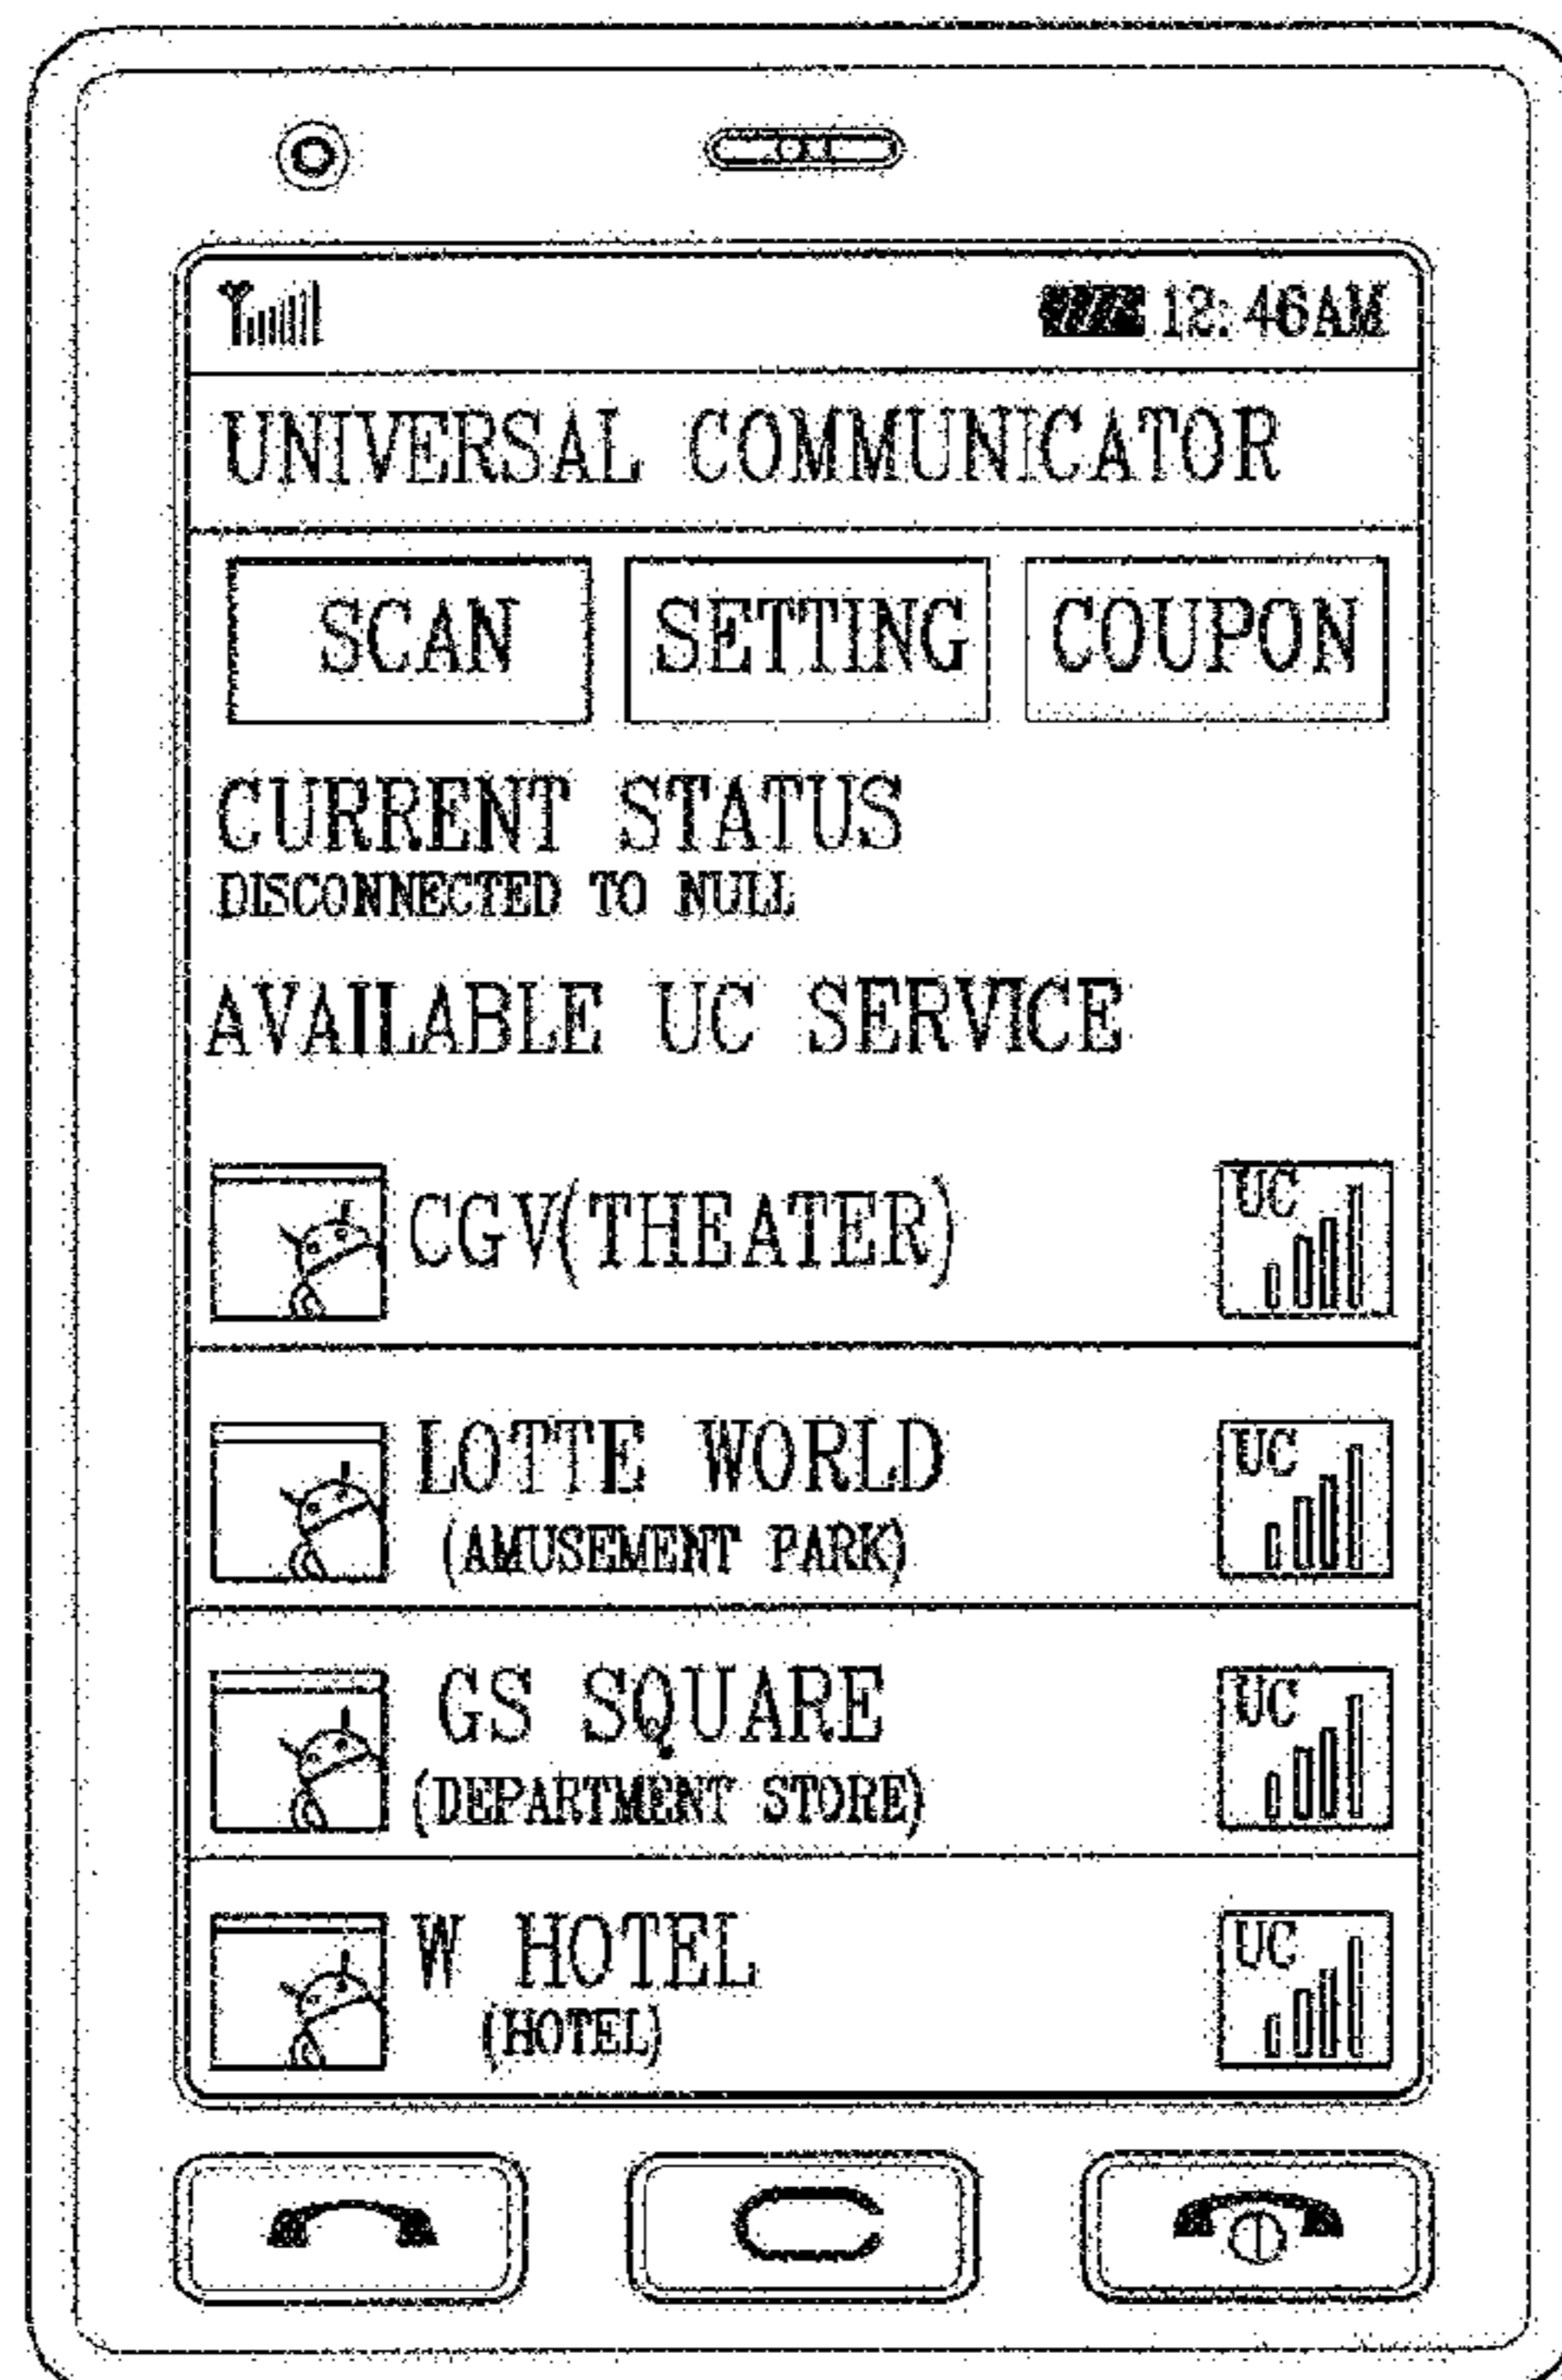 12:46AM
UNIVERSAL COMMUNICATOR
SCAN SETTING COUPON
CURRENT STATUS
DISCONNECTED TO NULL
AVAILABLE UC SERVICE
CGV(THEATER) UC
LOTTE WORLD UC
(AMUSEMENT PARK)
GS SQUARE UC
(DEPARTMENT STORE)
W HOTEL UC
(HOTEL)